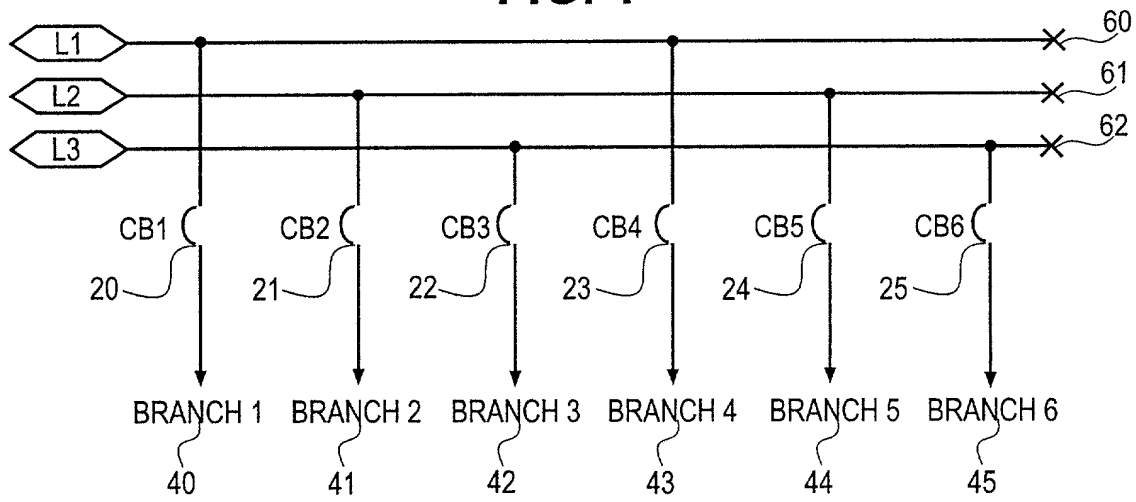 L1
60
L2
61
L3
62
CB1
CB2
CB3
CB4
CB5
CB6
20
21
22
23
24
25
BRANCH 1
BRANCH 2
BRANCH 3
BRANCH 4
BRANCH 5
BRANCH 6
40
41
42
43
44
45